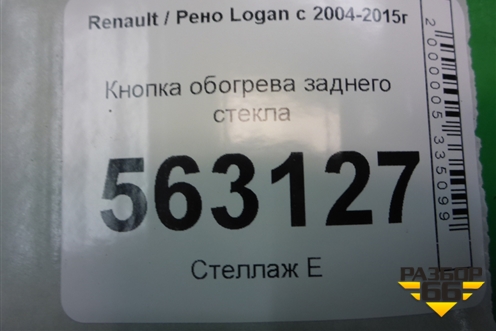 Renault / Рено Logan с 2004-2015г
Кнопка обогрева заднего
стекла
563127
Стеллаж Е
2000005335099
РАЗБОР
66